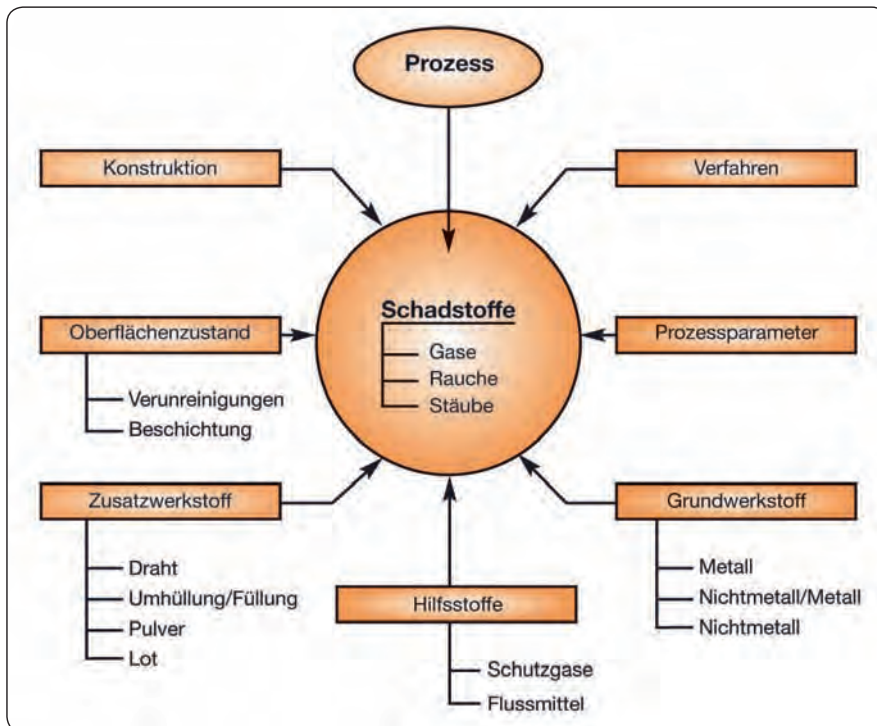 Prozess
Konstruktion
Verfahren
Schadstoffe
Gase
Rauche
Stäube
Oberflächenzustand
Verunreinigungen
Beschichtung
Prozessparameter
Zusatzwerkstoff
Draht
Umhüllung/Füllung
Pulver
Lot
Hilfsstoffe
Schutzgase
Flussmittel
Grundwerkstoff
Metall
Nichtmetall/Metall
Nichtmetall